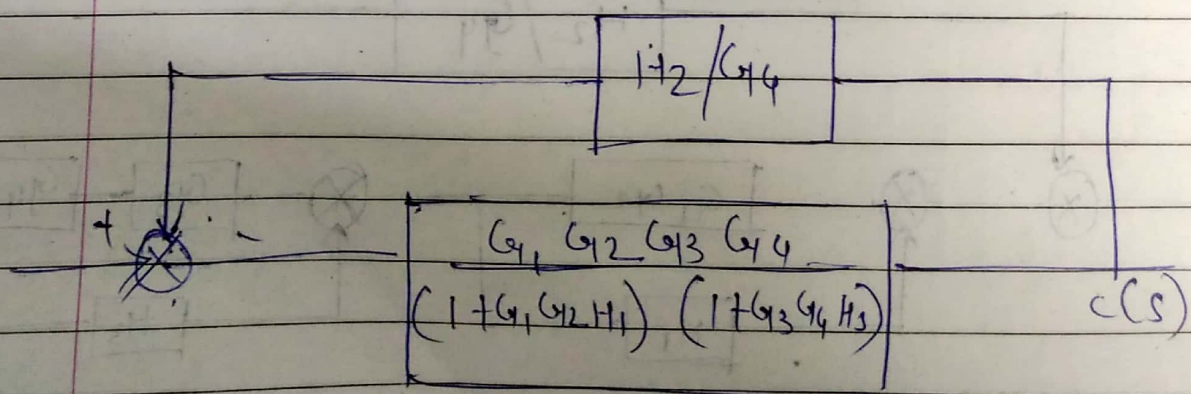 H2/G4
+
-
G1 G2 G3 G4
(1+G1G2H1) (1+G3G4H3)
C(S)